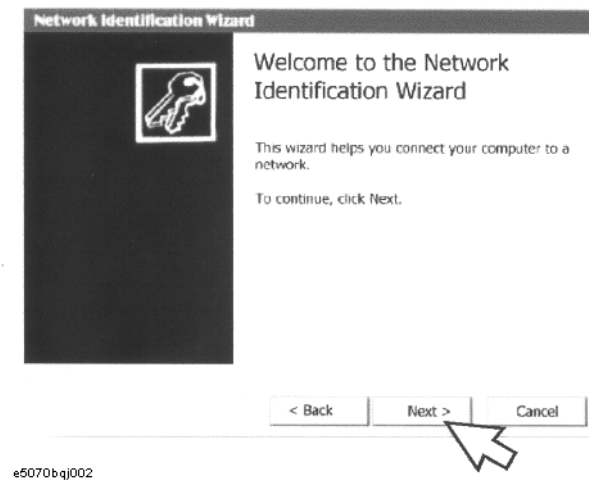 Network Identification Wizard
Welcome to the Network
Identification Wizard
This wizard helps you connect your computer to a
network.
To continue, click Next.
< Back
Next >
Cancel
e5070bqj002